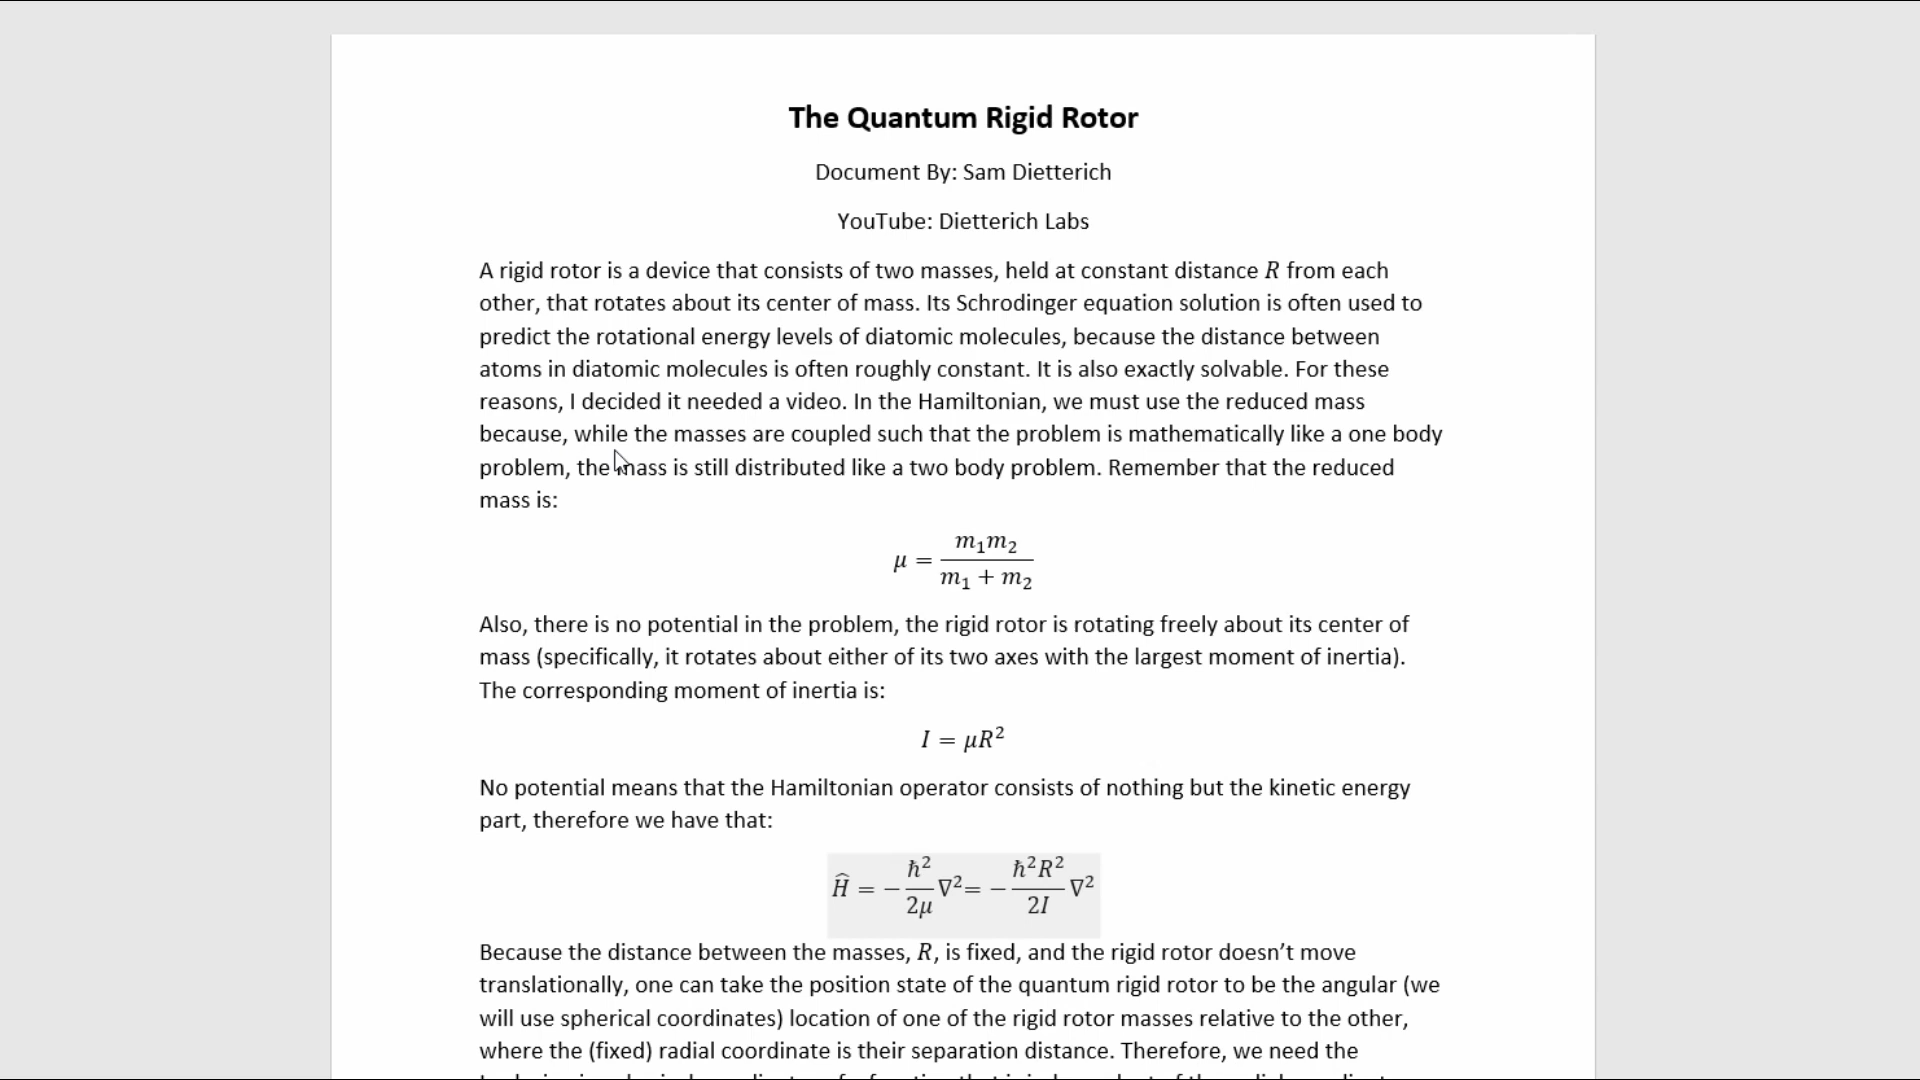 The Quantum Rigid Rotor
Document By: Sam Dietterich
YouTube: Dietterich Labs
A rigid rotor is a device that consists of two masses, held at constant distance R from each
other, that rotates about its center of mass. Its Schrodinger equation solution is often used to
predict the rotational energy levels of diatomic molecules, because the distance between
atoms in diatomic molecules is often roughly constant. It is also exactly solvable. For these
reasons, I decided it needed a video. In the Hamiltonian, we must use the reduced mass
because, while the masses are coupled such that the problem is mathematically like a one body
problem, the mass is still distributed like a two body problem. Remember that the reduced
mass is:
μ = m₁m₂ / (m₁ + m₂)
Also, there is no potential in the problem, the rigid rotor is rotating freely about its center of
mass (specifically, it rotates about either of its two axes with the largest moment of inertia).
The corresponding moment of inertia is:
I = μR²
No potential means that the Hamiltonian operator consists of nothing but the kinetic energy
part, therefore we have that:
Ĥ = −ħ²/2μ ∇² = −ħ²R²/2I ∇²
Because the distance between the masses, R, is fixed, and the rigid rotor doesn’t move
translationally, one can take the position state of the quantum rigid rotor to be the angular (we
will use spherical coordinates) location of one of the rigid rotor masses relative to the other,
where the (fixed) radial coordinate is their separation distance. Therefore, we need the